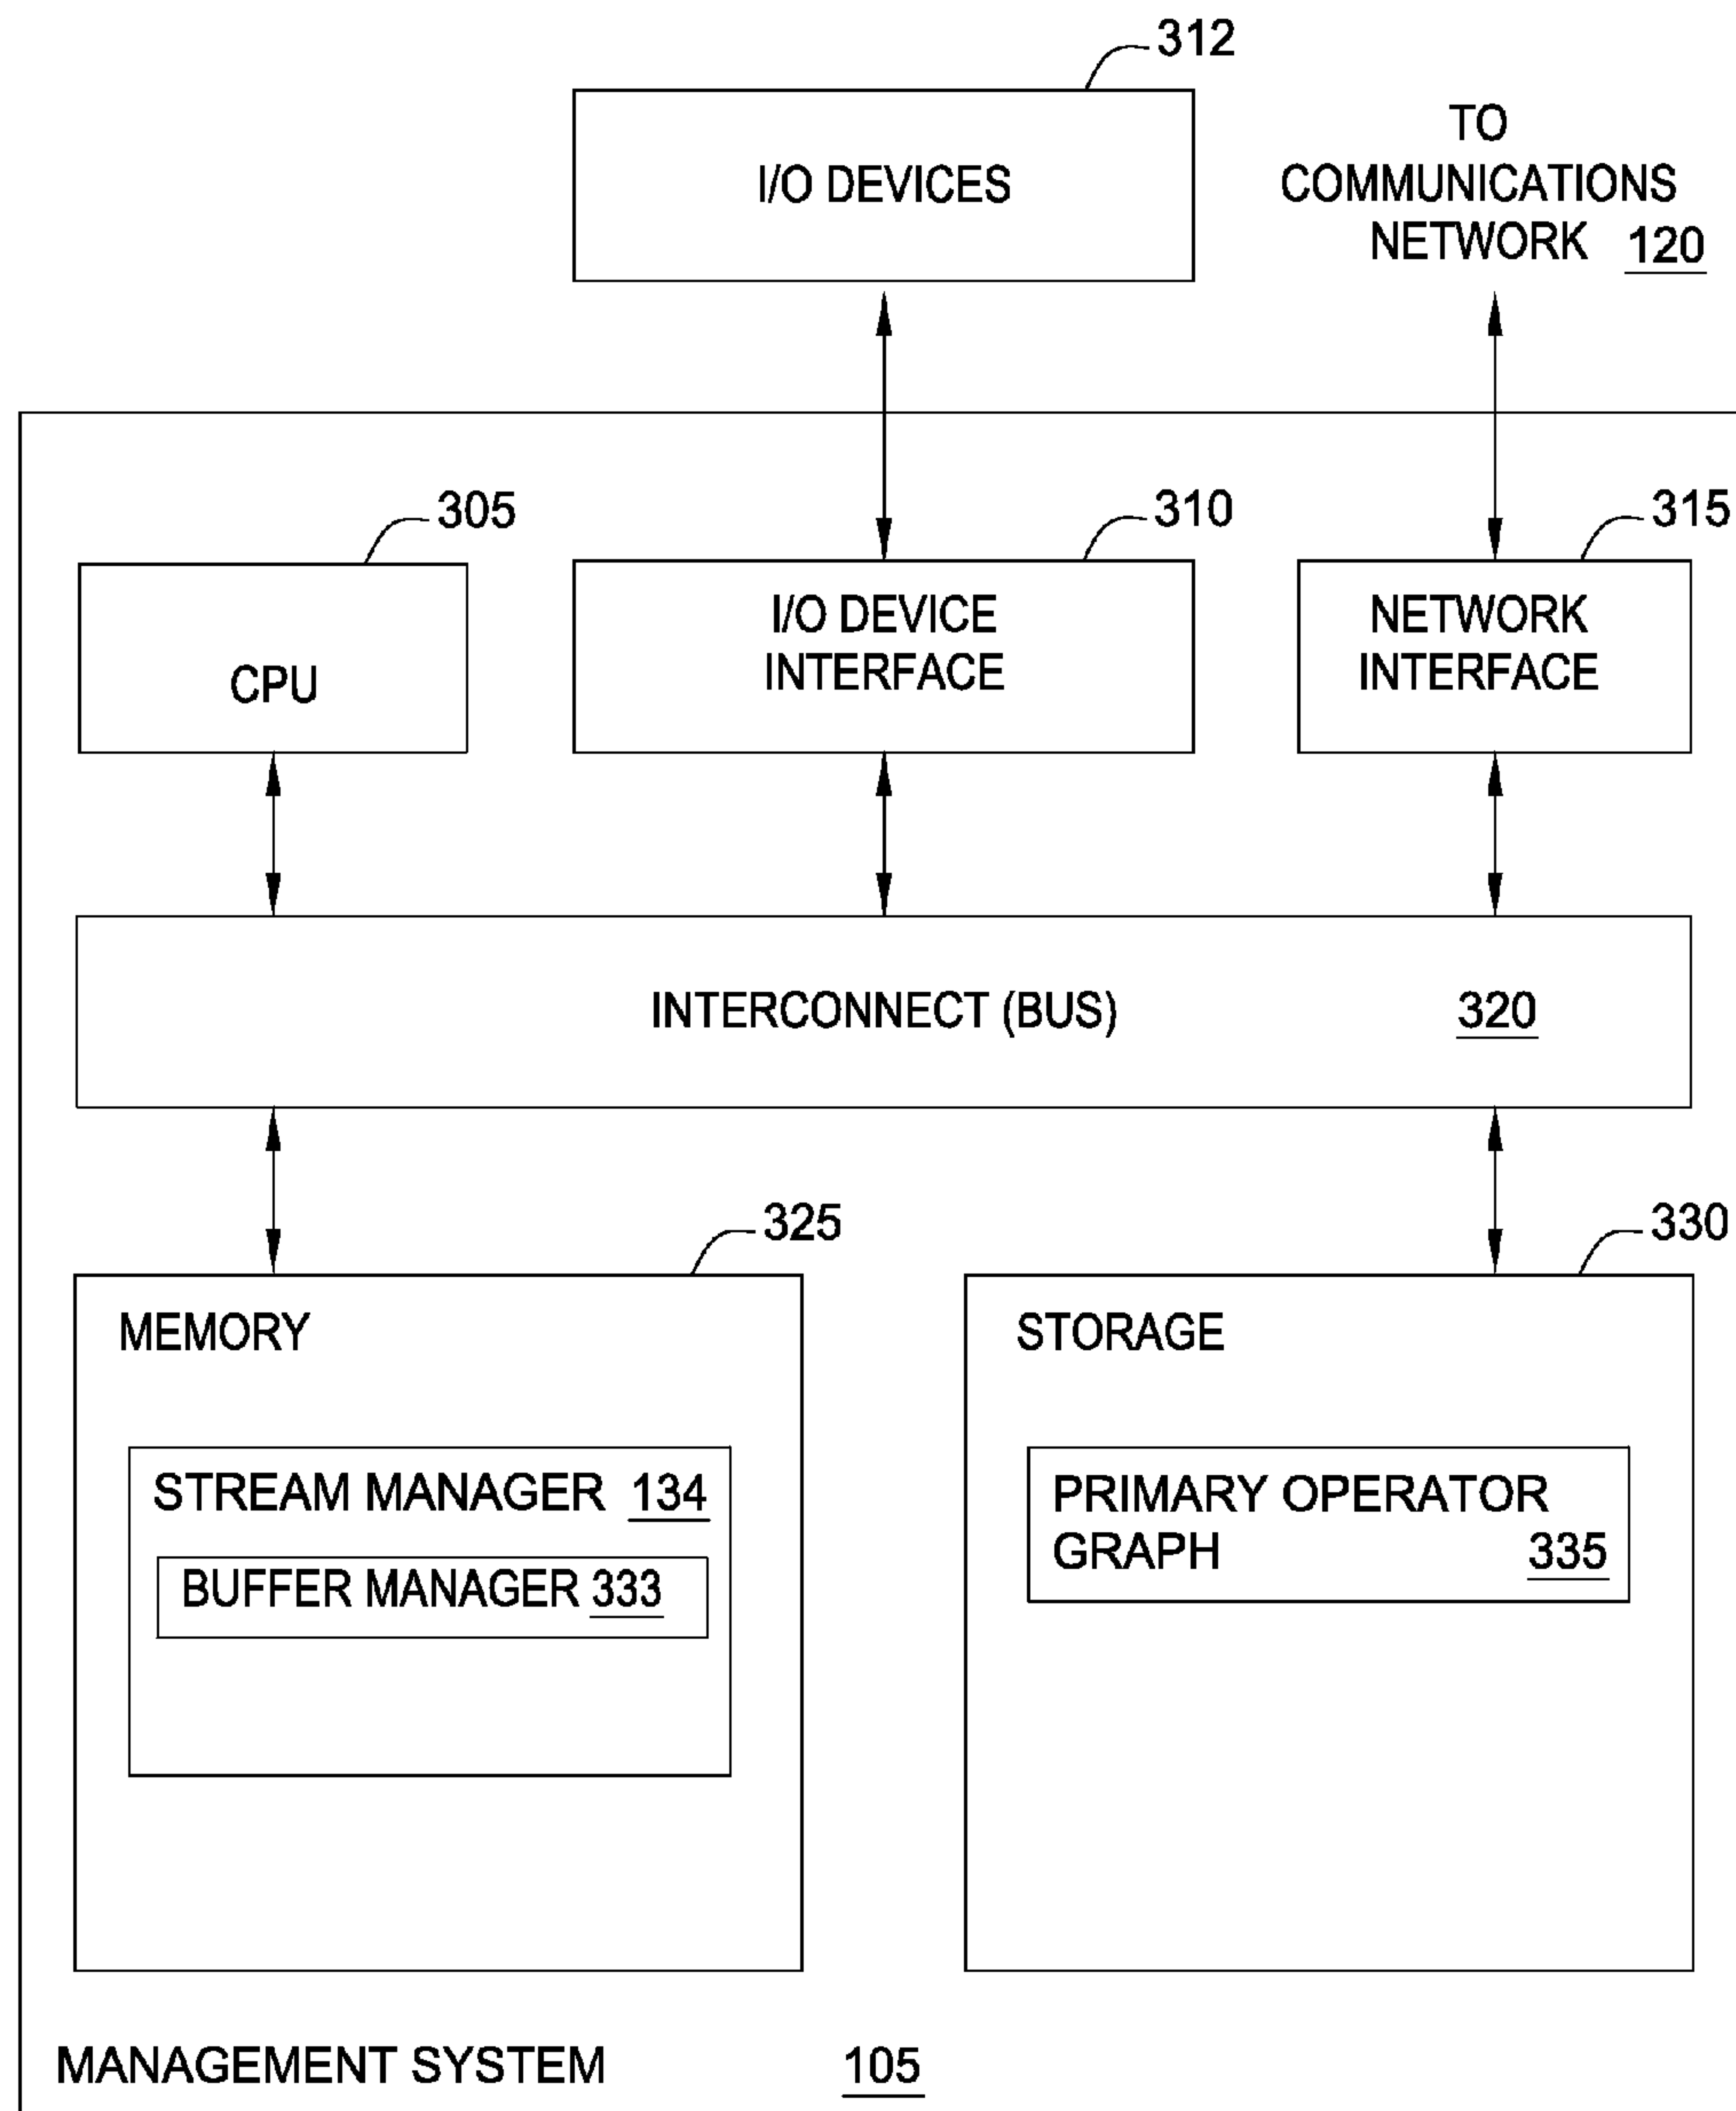 312
I/O DEVICES
TO
COMMUNICATIONS
NETWORK 120
305
310
315
CPU
I/O DEVICE
INTERFACE
NETWORK
INTERFACE
INTERCONNECT (BUS) 320
325
330
MEMORY
STREAM MANAGER 134
BUFFER MANAGER 333
STORAGE
PRIMARY OPERATOR
GRAPH 335
MANAGEMENT SYSTEM 105